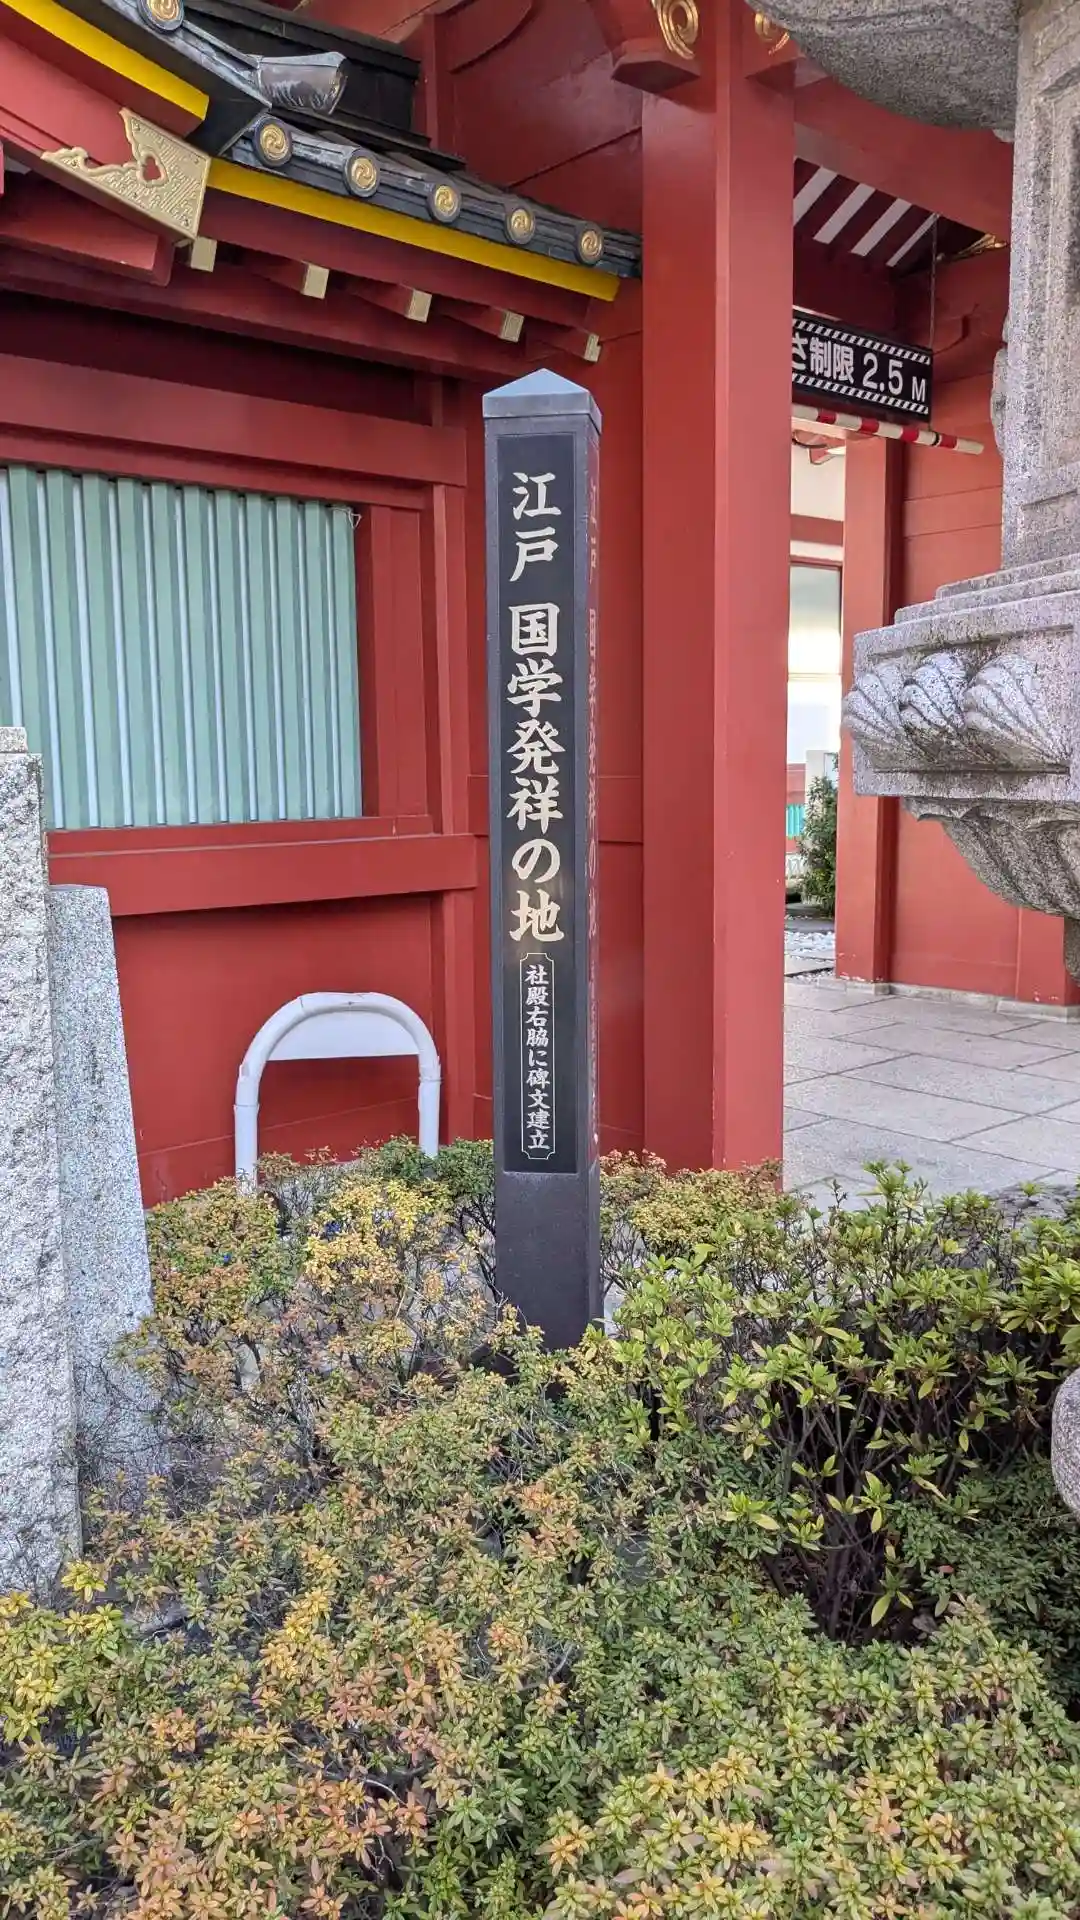 江戸 国学発祥の地
社殿右脇に碑文建立
さ制限 2.5 M